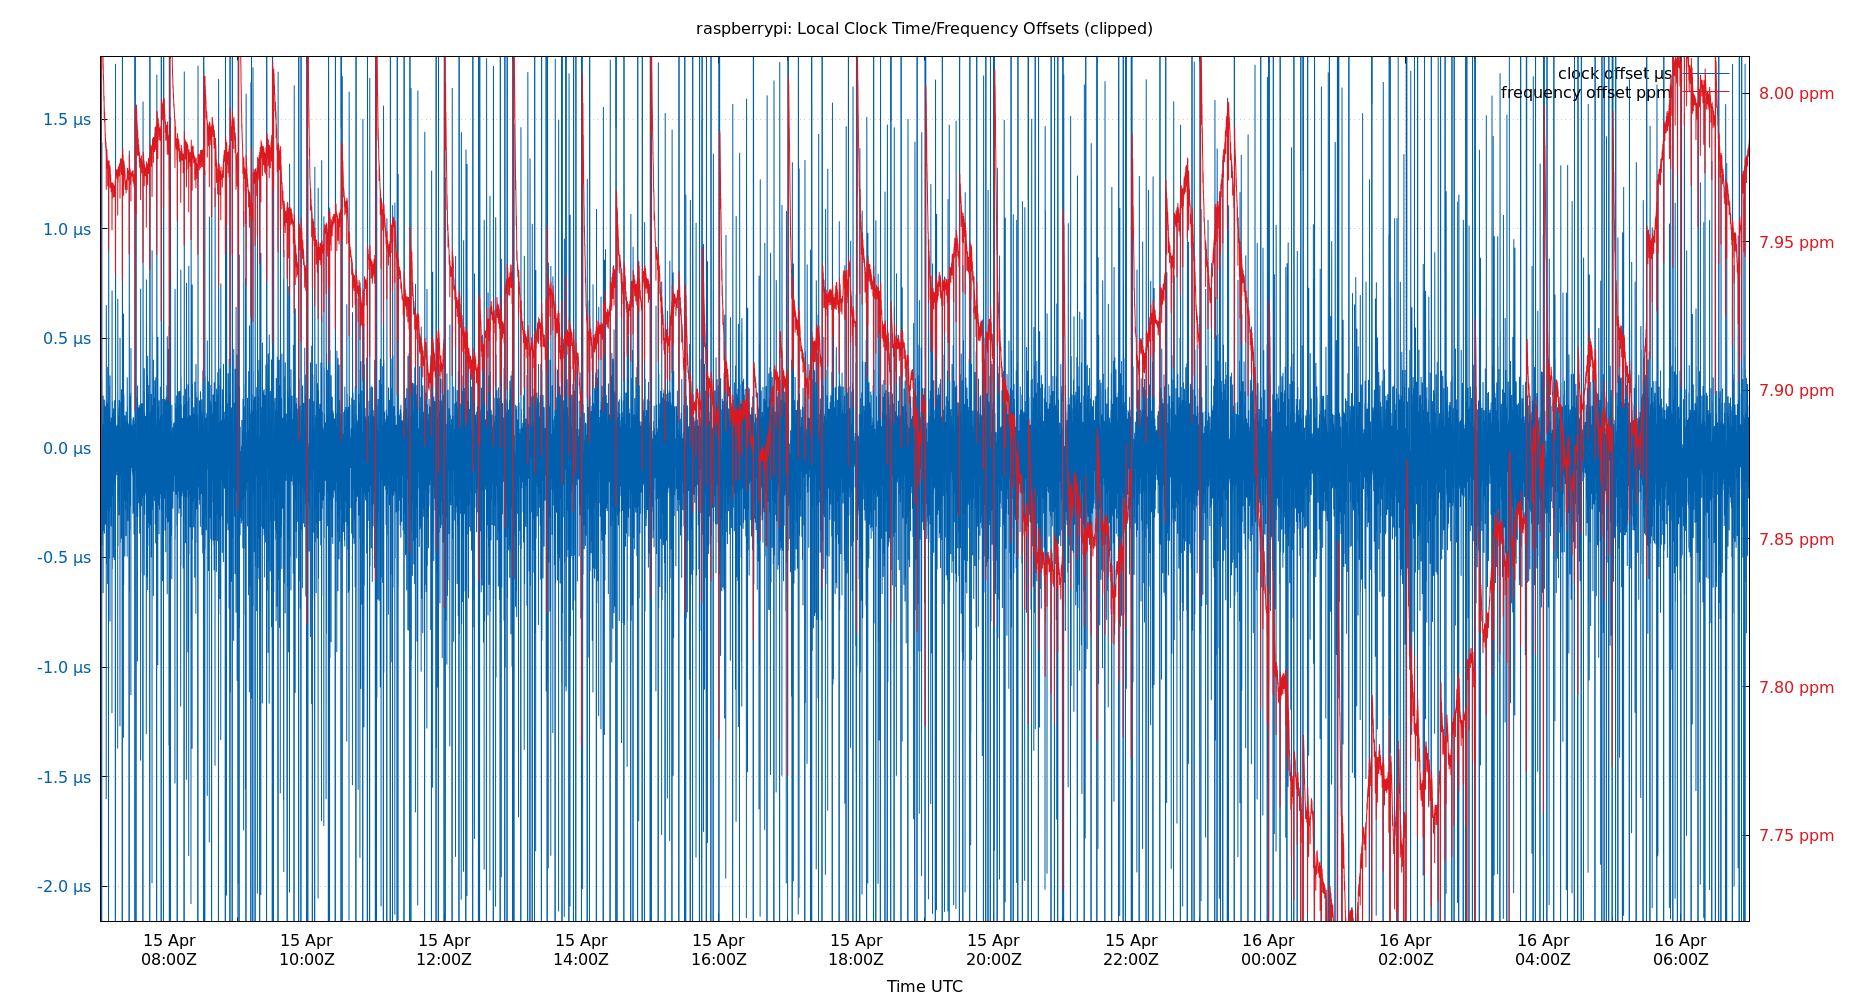 raspberrypi: Local Clock Time/Frequency Offsets (clipped)
clock offset µs
frequency offset ppm
1.5 µs
1.0 µs
0.5 µs
0.0 µs
-0.5 µs
-1.0 µs
-1.5 µs
-2.0 µs
8.00 ppm
7.95 ppm
7.90 ppm
7.85 ppm
7.80 ppm
7.75 ppm
15 Apr 15 Apr 15 Apr 15 Apr 15 Apr 15 Apr 15 Apr 15 Apr 16 Apr 16 Apr 16 Apr 16 Apr
08:00Z 10:00Z 12:00Z 14:00Z 16:00Z 18:00Z 20:00Z 22:00Z 00:00Z 02:00Z 04:00Z 06:00Z
Time UTC